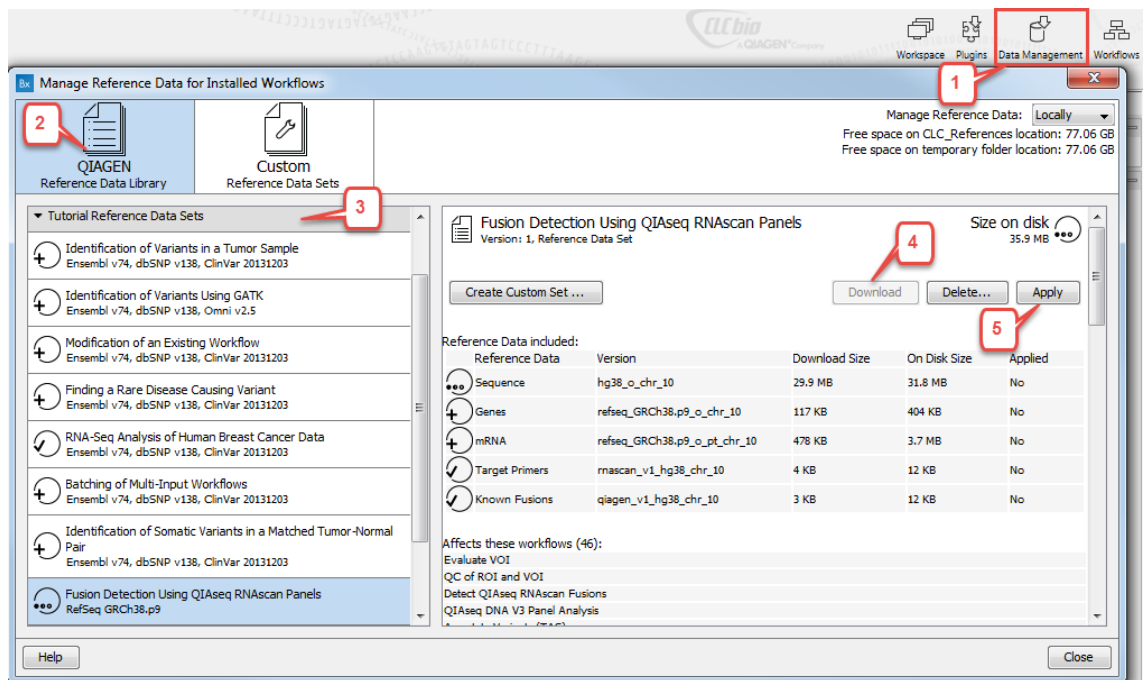 CLC bio
A QIAGEN Company
Workspace Plugins Data Management Workflows
1
Bx Manage Reference Data for Installed Workflows
x
2
QIAGEN
Reference Data Library
Custom
Reference Data Sets
Manage Reference Data: Locally
Free space on CLC_References location: 77.06 GB
Free space on temporary folder location: 77.06 GB
Tutorial Reference Data Sets
3
Identification of Variants in a Tumor Sample
Ensembl v74, dbSNP v138, ClinVar 20131203
Identification of Variants Using GATK
Ensembl v74, dbSNP v138, Omni v2.5
Modification of an Existing Workflow
Ensembl v74, dbSNP v138, ClinVar 20131203
Finding a Rare Disease Causing Variant
Ensembl v74, dbSNP v138, ClinVar 20131203
RNA-Seq Analysis of Human Breast Cancer Data
Ensembl v74, dbSNP v138, ClinVar 20131203
Batching of Multi-Input Workflows
Ensembl v74, dbSNP v138, ClinVar 20131203
Identification of Somatic Variants in a Matched Tumor-Normal
Pair
Ensembl v74, dbSNP v138, ClinVar 20131203
Fusion Detection Using QIAseq RNAscan Panels
RefSeq GRCh38.p9
Fusion Detection Using QIAseq RNAscan Panels
Version: 1, Reference Data Set
Size on disk
35.9 MB
4
Create Custom Set ... Download Delete... Apply
5
Reference Data included:
Reference Data Version Download Size On Disk Size Applied
Sequence hg38_o_chr_10 29.9 MB 31.8 MB No
Genes refseq_GRCh38.p9_o_chr_10 117 KB 404 KB No
mRNA refseq_GRCh38.p9_o_pt_chr_10 478 KB 3.7 MB No
Target Primers rnascan_v1_hg38_chr_10 4 KB 12 KB No
Known Fusions qiagen_v1_hg38_chr_10 3 KB 12 KB No
Affects these workflows (46):
Evaluate VOI
QC of ROI and VOI
Detect QIAseq RNAscan Fusions
QIAseq DNA V3 Panel Analysis
Help Close